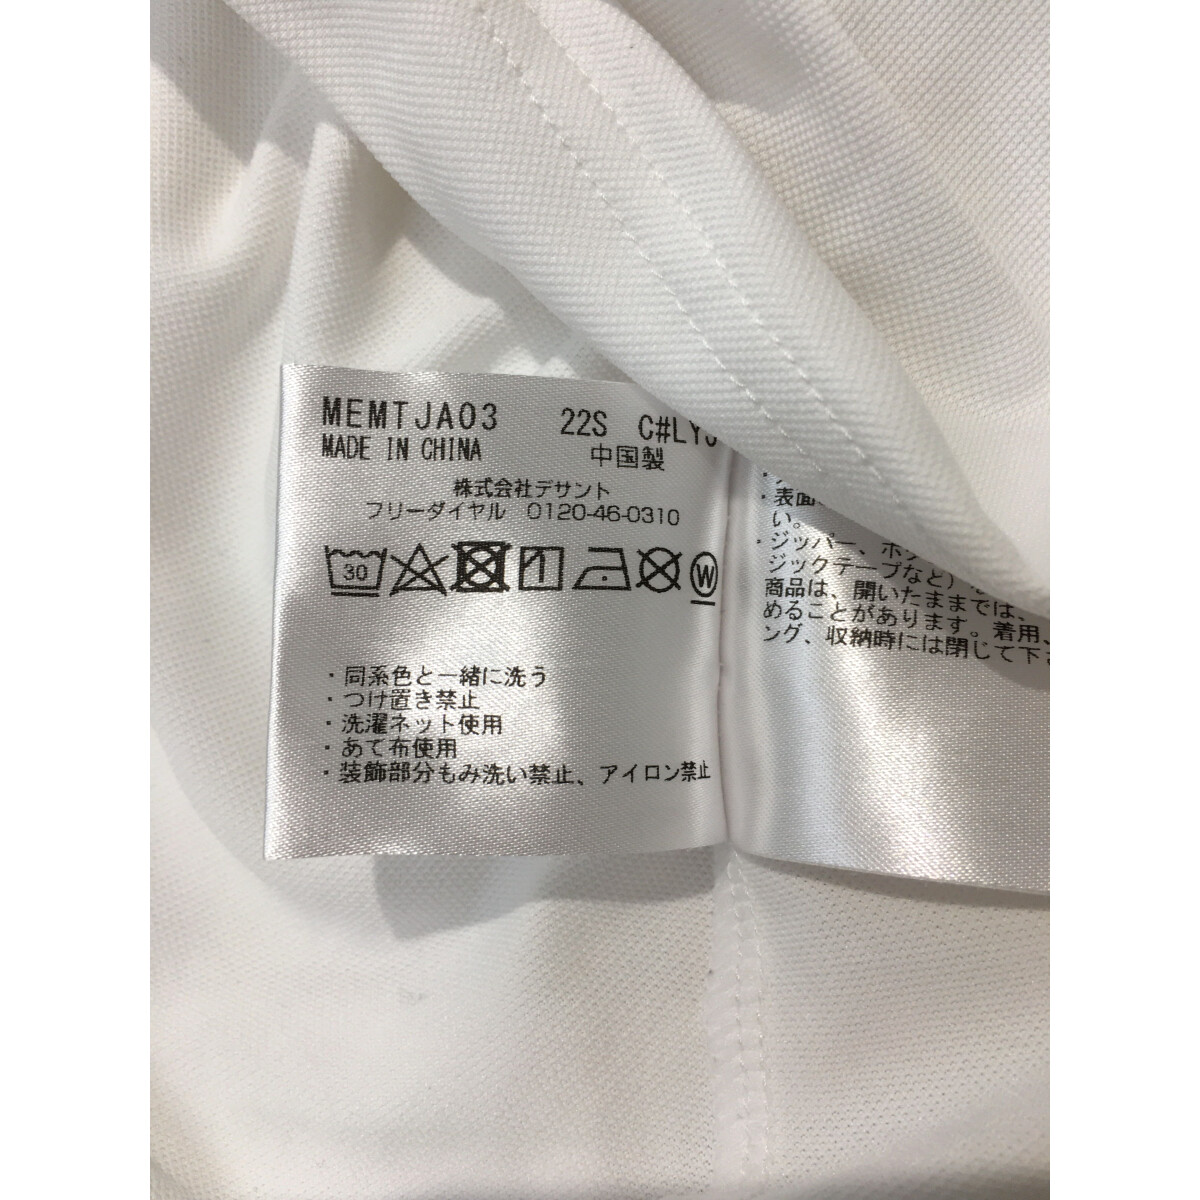 MEMTJA03 22S
MADE IN CHINA 中国製
株式会社デサント
フリーダイヤル 0120-46-0310
30
W
・同系色と一緒に洗う
・つけ置き禁止
・洗濯ネット使用
・あて布使用
・装飾部分もみ洗い禁止、アイロン禁止
・表面
い。
・ジッパー、ホッ
ジックテープなど）
商品は、開いたままでは、
めることがあります。着用、
ング、収納時には閉じて下さ